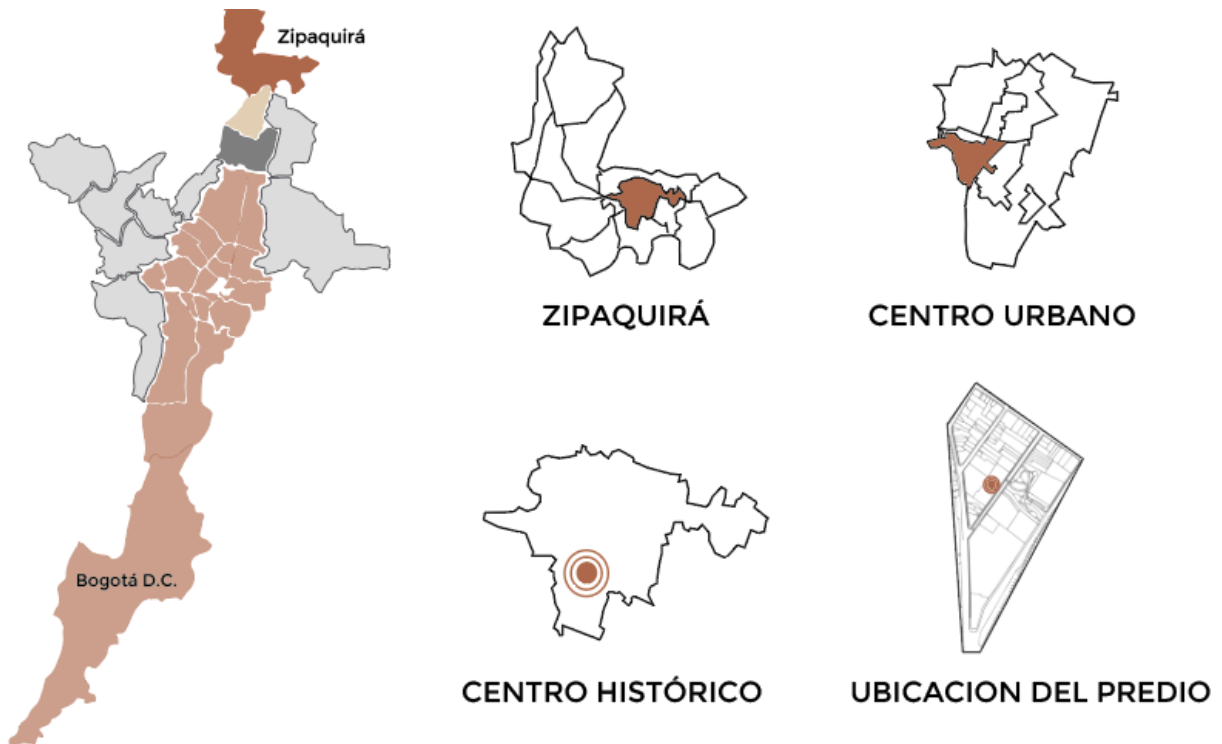 Zipaquirá
Bogotá D.C.
ZIPAQUIRÁ
CENTRO URBANO
CENTRO HISTÓRICO
UBICACION DEL PREDIO